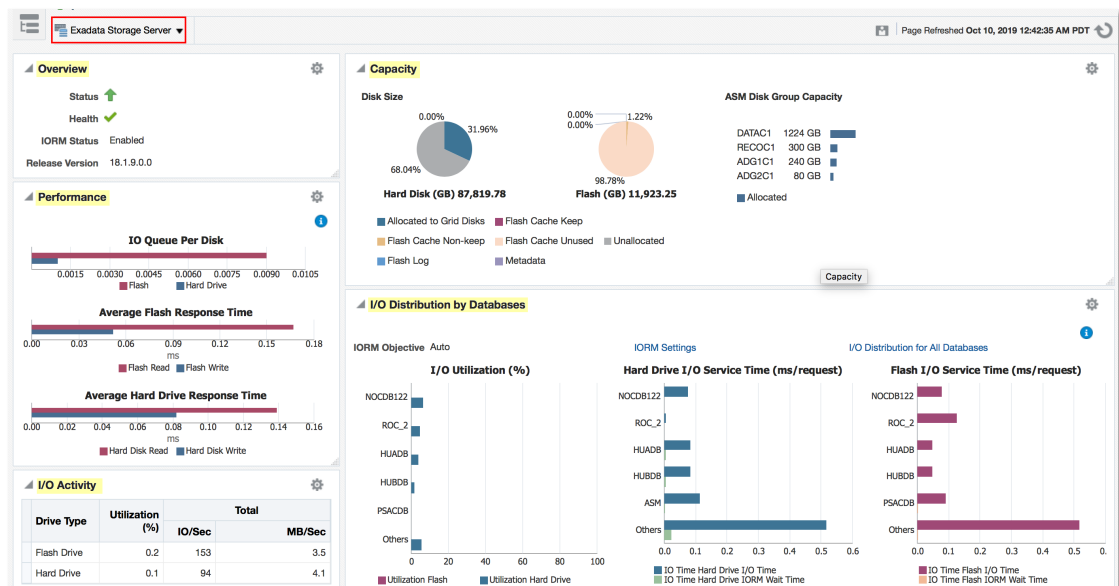 Exadata Storage Server
Page Refreshed Oct 10, 2019 12:42:35 AM PDT
Overview
Status
Health
IORM Status Enabled
Release Version 18.1.9.0.0
Performance
IO Queue Per Disk
0.0015 0.0030 0.0045 0.0060 0.0075 0.0090 0.0105
Flash Hard Drive
Average Flash Response Time
0.00 0.03 0.06 0.09 0.12 0.15 0.18
ms
Flash Read Flash Write
Average Hard Drive Response Time
0.00 0.02 0.04 0.06 0.08 0.10 0.12 0.14 0.16
ms
Hard Disk Read Hard Disk Write
I/O Activity
Drive Type Utilization (%) Total
IO/Sec MB/Sec
Flash Drive 0.2 153 3.5
Hard Drive 0.1 94 4.1
Capacity
Disk Size
0.00%
31.96%
68.04%
Hard Disk (GB) 87,819.78
0.00%
0.00%
1.22%
98.78%
Flash (GB) 11,923.25
Allocated to Grid Disks Flash Cache Keep
Flash Cache Non-keep Flash Cache Unused Unallocated
Flash Log Metadata
ASM Disk Group Capacity
DATAC1 1224 GB
RECOC1 300 GB
ADG1C1 240 GB
ADG2C1 80 GB
Allocated
Capacity
I/O Distribution by Databases
IORM Objective Auto
IORM Settings
I/O Distribution for All Databases
I/O Utilization (%)
NOCDB122
ROC_2
HUADB
HUBDB
PSACDB
Others
0 20 40 60 80 100
Utilization Flash Utilization Hard Drive
Hard Drive I/O Service Time (ms/request)
NOCDB122
ROC_2
HUADB
HUBDB
ASM
Others
0.0 0.1 0.2 0.3 0.4 0.5 0.6
IO Time Hard Drive I/O Time
IO Time Hard Drive IORM Wait Time
Flash I/O Service Time (ms/request)
NOCDB122
ROC_2
HUADB
HUBDB
PSACDB
Others
0.0 0.1 0.2 0.3 0.4 0.5 0.
IO Time Flash I/O Time
IO Time Flash IORM Wait Time